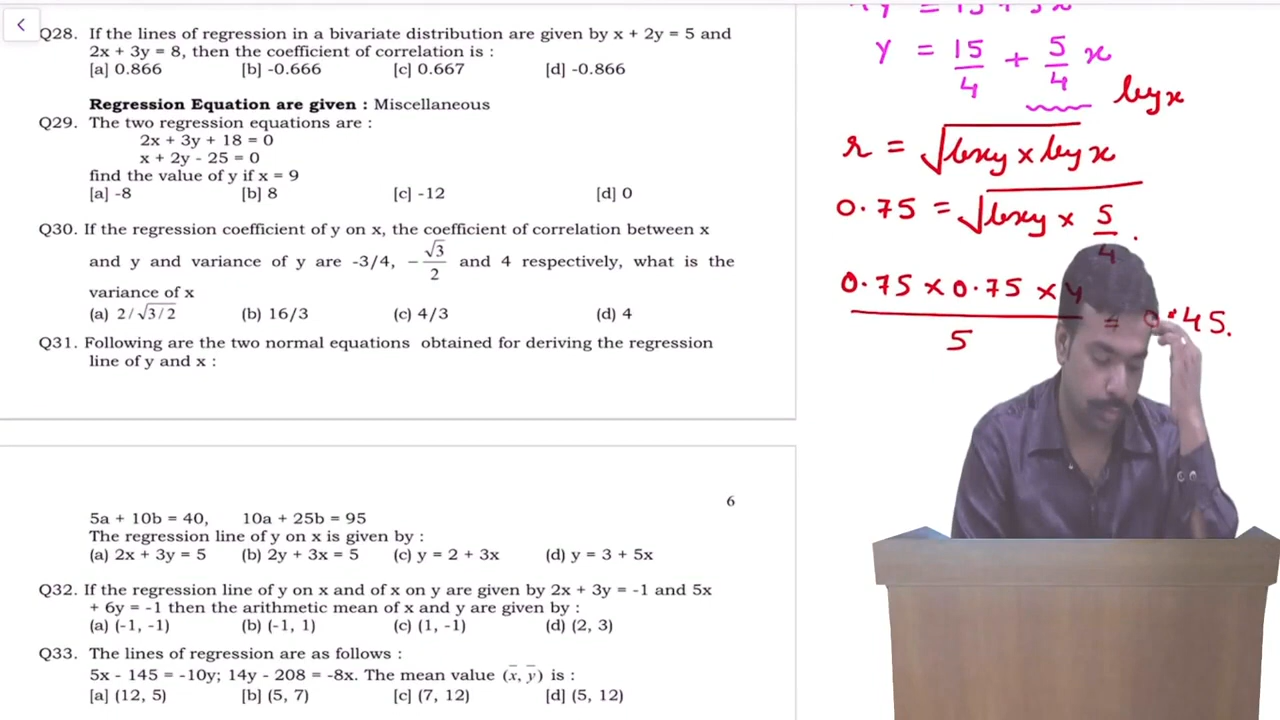 Q28. If the lines of regression in a bivariate distribution are given by x + 2y = 5 and
2x + 3y = 8, then the coefficient of correlation is :
[a] 0.866 [b] -0.666 [c] 0.667 [d] -0.866
Regression Equation are given : Miscellaneous
Q29. The two regression equations are :
2x + 3y + 18 = 0
x + 2y - 25 = 0
find the value of y if x = 9
[a] -8 [b] 8 [c] -12 [d] 0
Q30. If the regression coefficient of y on x, the coefficient of correlation between x
and y and variance of y are -3/4, -√3/2 and 4 respectively, what is the
variance of x
(a) 2/√3/2 (b) 16/3 (c) 4/3 (d) 4
Q31. Following are the two normal equations obtained for deriving the regression
line of y and x :
6
5a + 10b = 40, 10a + 25b = 95
The regression line of y on x is given by :
(a) 2x + 3y = 5 (b) 2y + 3x = 5 (c) y = 2 + 3x (d) y = 3 + 5x
Q32. If the regression line of y on x and of x on y are given by 2x + 3y = -1 and 5x
+ 6y = -1 then the arithmetic mean of x and y are given by :
(a) (-1, -1) (b) (-1, 1) (c) (1, -1) (d) (2, 3)
Q33. The lines of regression are as follows :
5x - 145 = -10y; 14y - 208 = -8x. The mean value (x̄, ȳ) is :
[a] (12, 5) [b] (5, 7) [c] (7, 12) [d] (5, 12)
y = 15/4 + 5/4 x
byx
r = √bxy × byx
0.75 = √bxy × 5/4.
0.75 × 0.75 × 4 / 5 = 0.45.